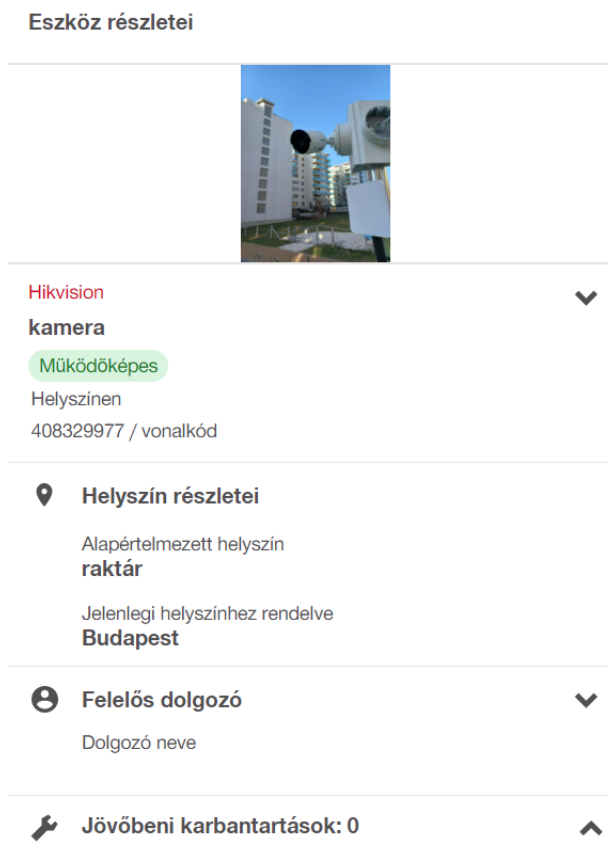 Eszköz részletei
Hikvision
kamera
Működőképes
Helyszínen
408329977 / vonalkód
Helyszín részletei
Alapértelmezett helyszín
raktár
Jelenlegi helyszínhez rendelve
Budapest
Felelős dolgozó
Dolgozó neve
Jövőbeni karbantartások: 0